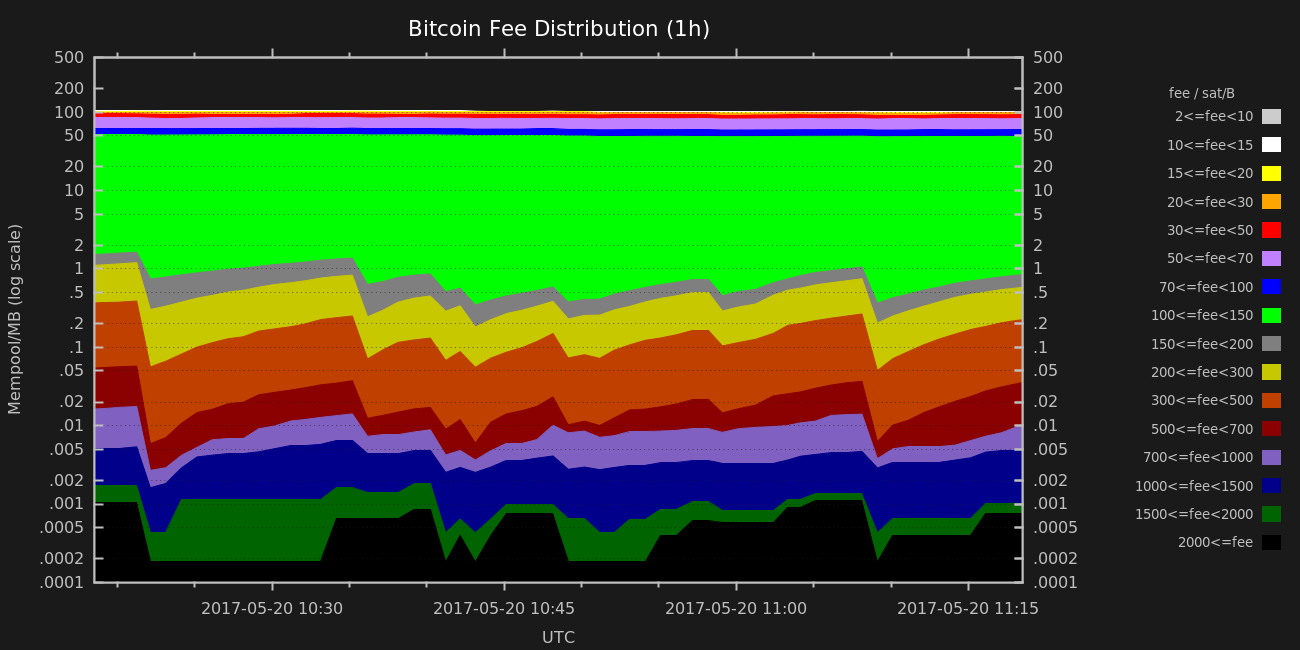 Bitcoin Fee Distribution (1h)
Mempool/MB (log scale)
500
200
100
50
20
10
5
2
1
.5
.2
.1
.05
.02
.01
.005
.002
.001
.0005
.0002
.0001
500
200
100
50
20
10
5
2
1
.5
.2
.1
.05
.02
.01
.005
.002
.001
.0005
.0002
.0001
2017-05-20 10:30
2017-05-20 10:45
2017-05-20 11:00
2017-05-20 11:15
UTC
fee / sat/B
2<=fee<10
10<=fee<15
15<=fee<20
20<=fee<30
30<=fee<50
50<=fee<70
70<=fee<100
100<=fee<150
150<=fee<200
200<=fee<300
300<=fee<500
500<=fee<700
700<=fee<1000
1000<=fee<1500
1500<=fee<2000
2000<=fee